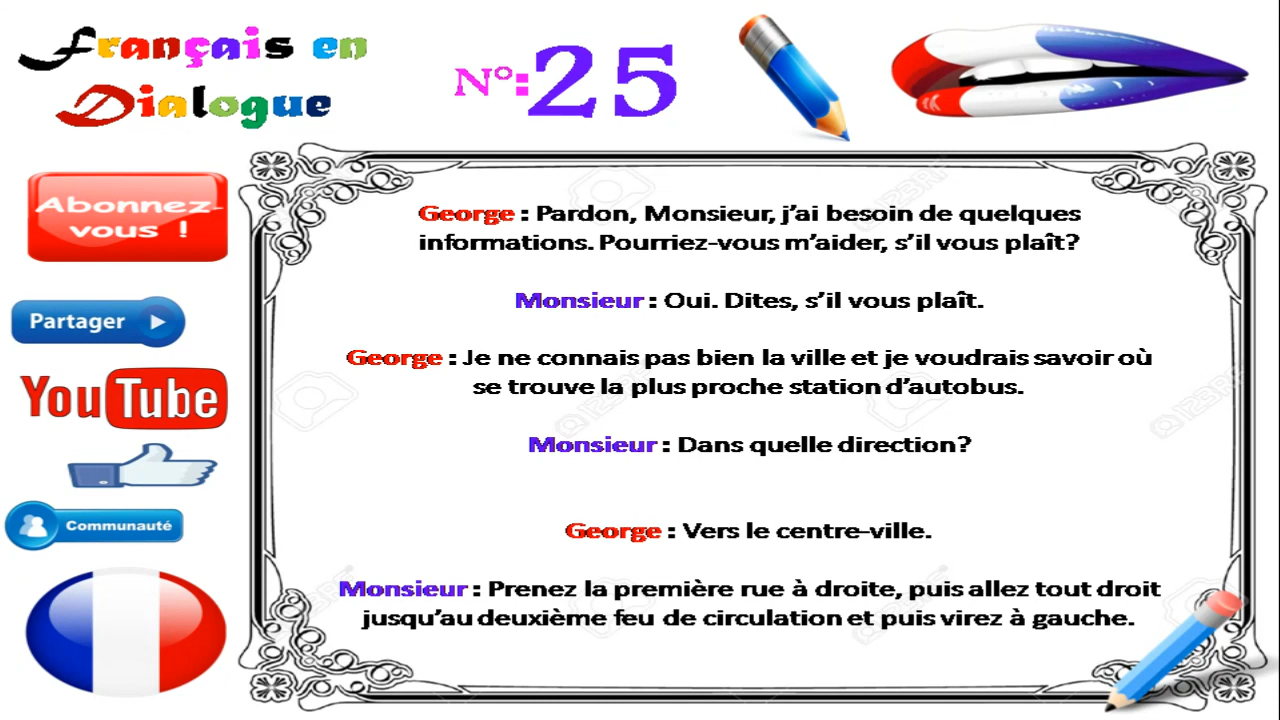 Français en
Dialogue
N°:25
Abonnez-
vous !
Partager
YouTube
Communauté
George : Pardon, Monsieur, j'ai besoin de quelques
informations. Pourriez-vous m'aider, s'il vous plaît?
Monsieur : Oui. Dites, s'il vous plaît.
George : Je ne connais pas bien la ville et je voudrais savoir où
se trouve la plus proche station d'autobus.
Monsieur : Dans quelle direction?
George : Vers le centre-ville.
Monsieur : Prenez la première rue à droite, puis allez tout droit
jusqu'au deuxième feu de circulation et puis virez à gauche.
123RF
123RF
123RF